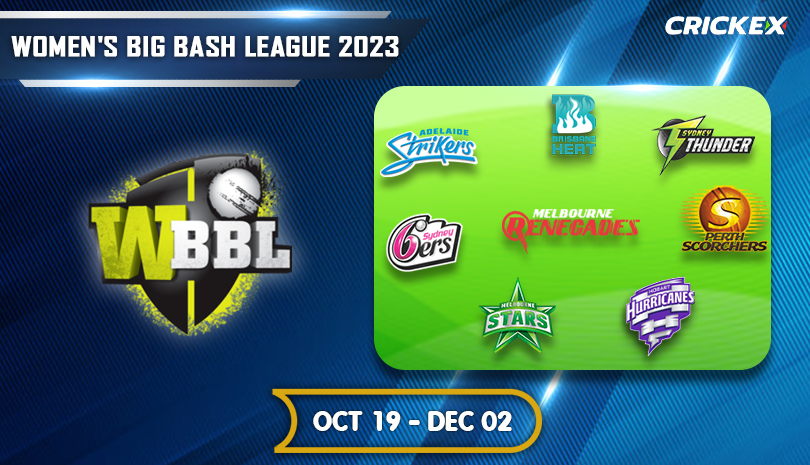 WOMEN'S BIG BASH LEAGUE 2023
CRICKEX
WBBL
ADELAIDE
Strikers
B
BRISBANE
HEAT
SYDNEY
THUNDER
6ers
Sydney
MELBOURNE
RENEGADES
S
PERTH
SCORCHERS
MELBOURNE
STARS
HOBART
HURRICANES
OCT 19 - DEC 02